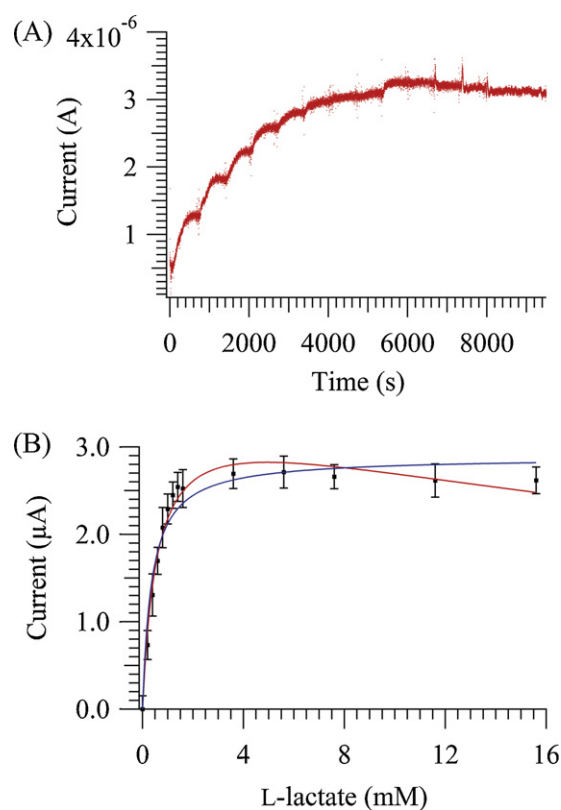 (A)
4x10⁻⁶
3
2
1
Current (A)
0 2000 4000 6000 8000
Time (s)
(B)
3.0
2.0
1.0
0.0
Current (µA)
0 4 8 12 16
L-lactate (mM)